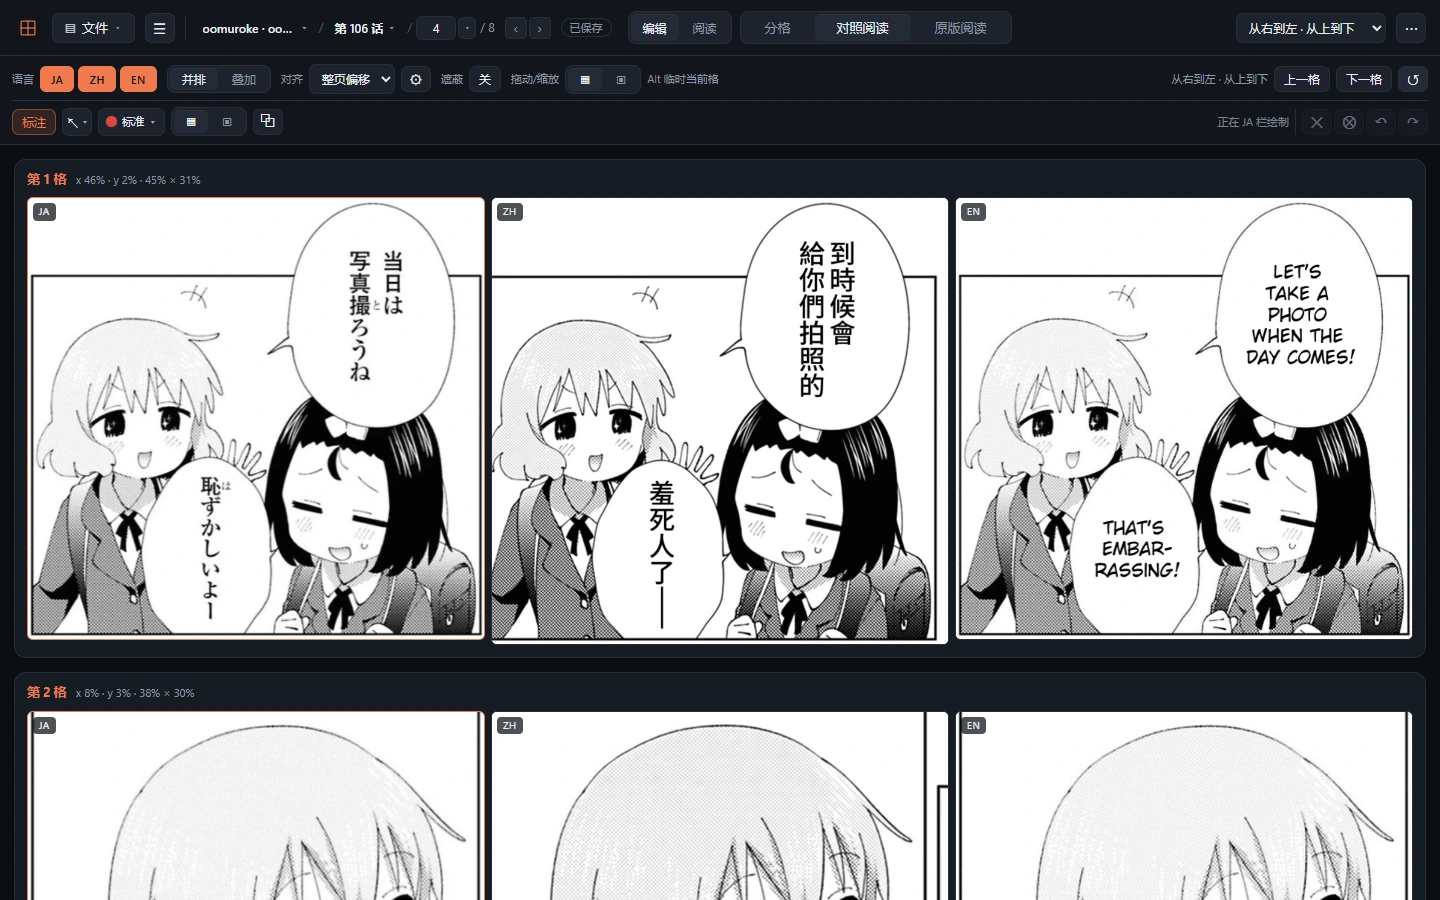 文件
oomuroke · oo...
/
第 106 话
/
4
/ 8
已保存
编辑
阅读
分格
对照阅读
原版阅读
从右到左 · 从上到下
语言
JA
ZH
EN
并排
叠加
对齐
整页偏移
遮蔽
关
拖动/缩放
Alt 临时当前格
从右到左 · 从上到下
上一格
下一格
标注
标准
正在 JA 栏绘制
第 1 格
x 46% · y 2% · 45% × 31%
JA
当日は
写真撮ろうね
と
恥ずかしいよー
は
ZH
到時候會
給你們拍照的
羞死人了——
EN
LET'S
TAKE A
PHOTO
WHEN THE
DAY COMES!
THAT'S
EMBAR-
RASSING!
第 2 格
x 8% · y 3% · 38% × 30%
JA
ZH
EN